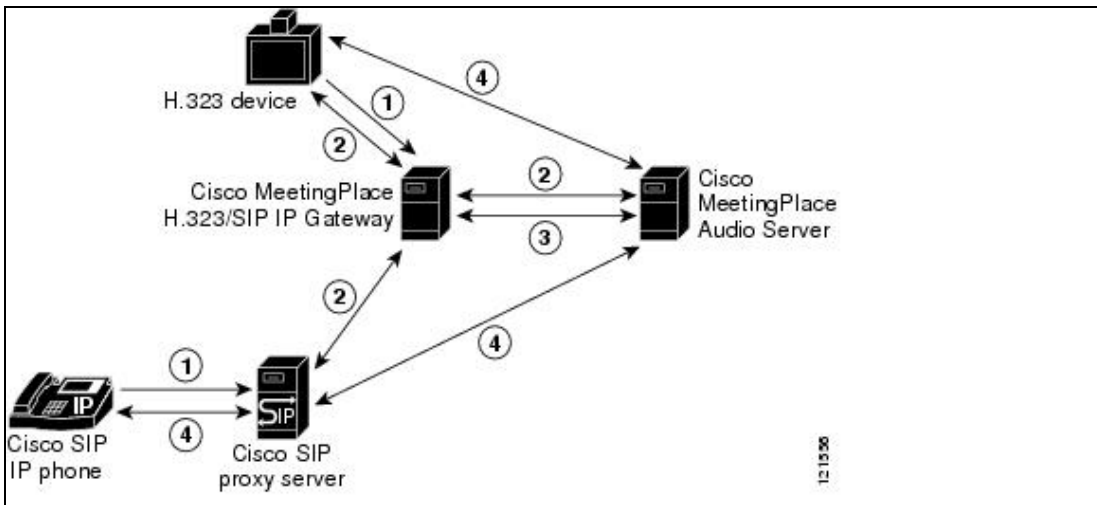 4
H.323 device
1
2
Cisco MeetingPlace
H.323/SIP IP Gateway
2
3
Cisco
MeetingPlace
Audio Server
2
4
1
4
IP
SIP
Cisco SIP
IP phone
Cisco SIP
proxy server
121556